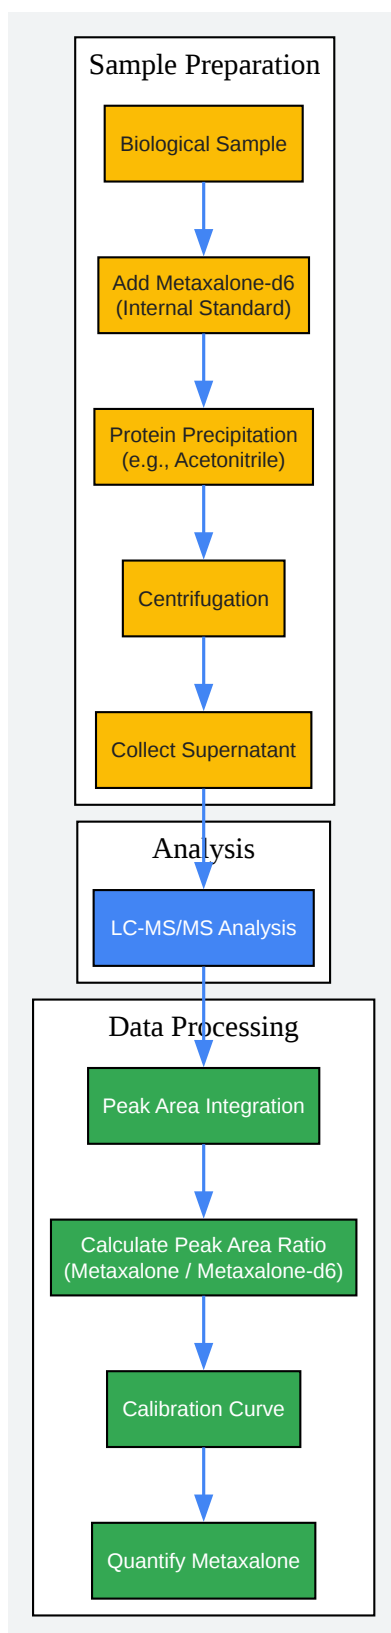 Sample Preparation
Biological Sample
Add Metaxalone-d6
(Internal Standard)
Protein Precipitation
(e.g., Acetonitrile)
Centrifugation
Collect Supernatant
Analysis
LC-MS/MS Analysis
Data Processing
Peak Area Integration
Calculate Peak Area Ratio
(Metaxalone / Metaxalone-d6)
Calibration Curve
Quantify Metaxalone